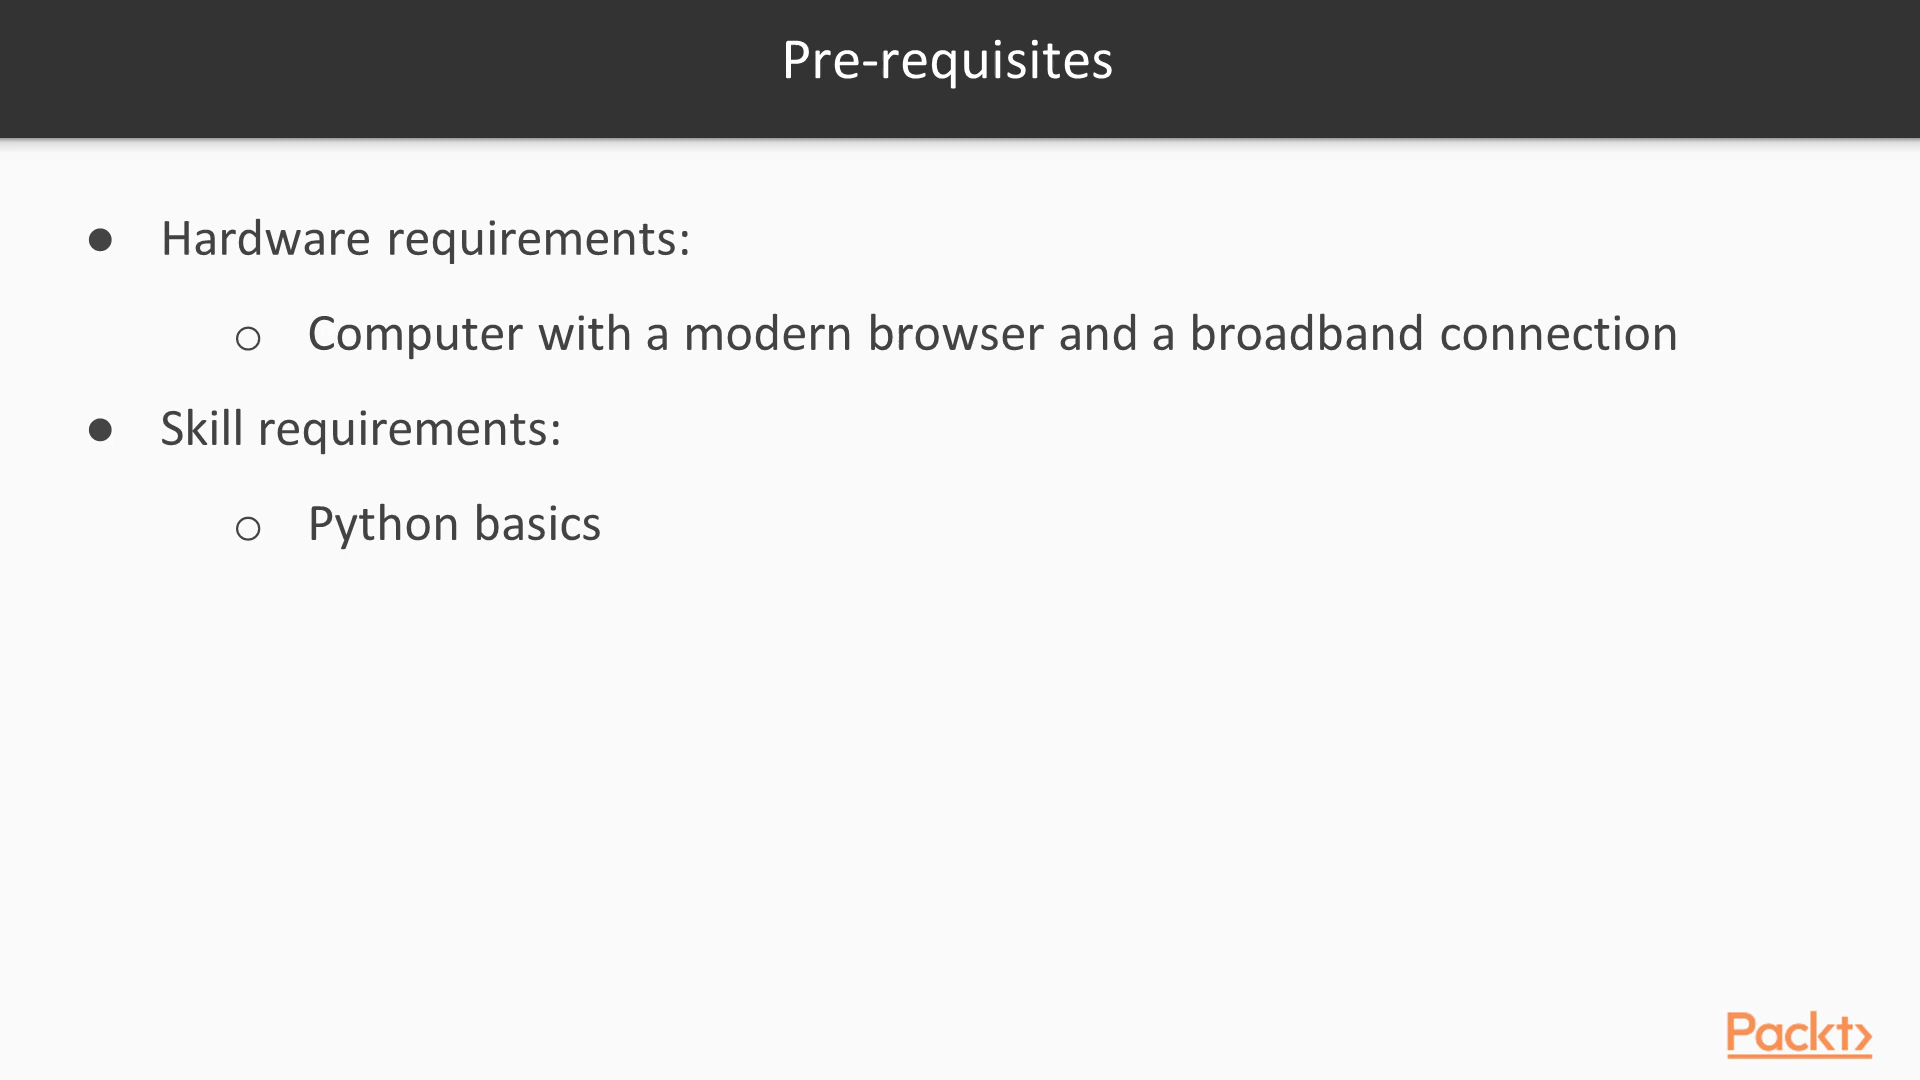 Pre-requisites
● Hardware requirements:
○ Computer with a modern browser and a broadband connection
● Skill requirements:
○ Python basics
Packt>